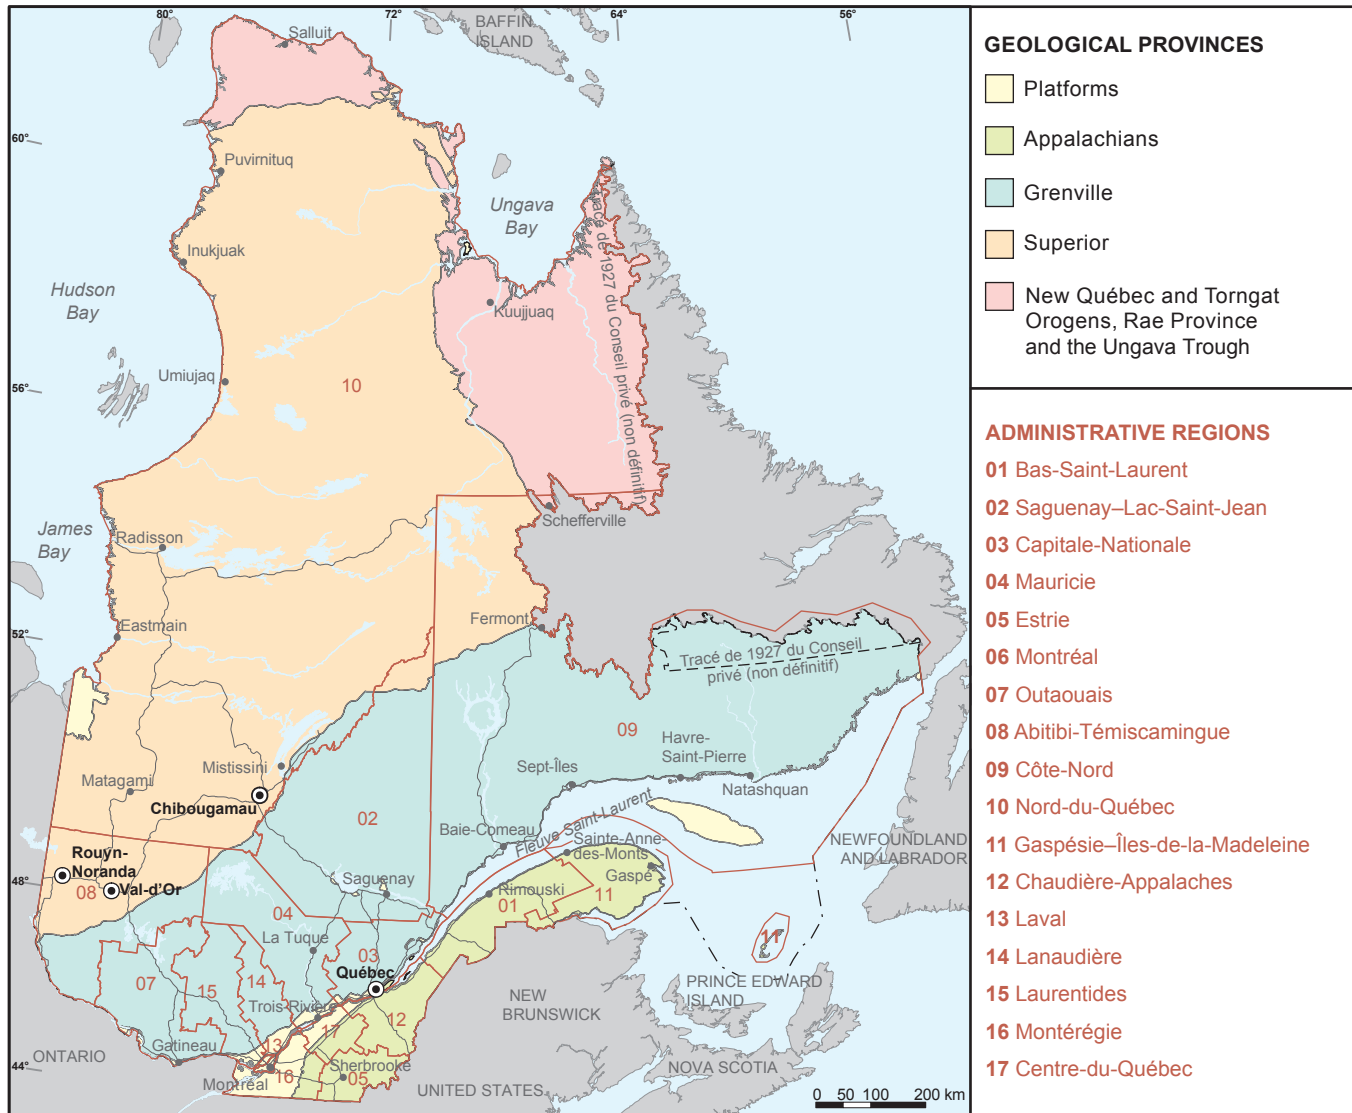 80°
72°
64°
56°
BAFFIN
ISLAND
Salluit
60°
Puvirnituq
Ungava
Bay
Inukjuak
Hudson
Bay
Kuujjuaq
Tracé de 1927 du Conseil privé (non définitif)
Umiujaq
56°
10
Schefferville
James
Bay
Radisson
Fermont
Eastmain
52°
Tracé de 1927 du Conseil
privé (non définitif)
09
Havre-
Saint-Pierre
Mistissini
Sept-Îles
Matagami
Natashquan
Chibougamau
02
Fleuve Saint-Laurent
Baie-Comeau
Sainte-Anne-
des-Monts
NEWFOUNDLAND
AND LABRADOR
Rouyn-
Noranda
Gaspé
48°
08
Val-d'Or
Saguenay
Rimouski
01
11
04
La Tuque
03
11
Québec
07
15
14
PRINCE EDWARD
ISLAND
NEW
BRUNSWICK
Trois-Rivière
17
12
13
ONTARIO
Gatineau
44°
Montréal
16
Sherbrooke
05
NOVA SCOTIA
UNITED STATES
0 50 100 200 km
GEOLOGICAL PROVINCES
Platforms
Appalachians
Grenville
Superior
New Québec and Torngat
Orogens, Rae Province
and the Ungava Trough
ADMINISTRATIVE REGIONS
01 Bas-Saint-Laurent
02 Saguenay–Lac-Saint-Jean
03 Capitale-Nationale
04 Mauricie
05 Estrie
06 Montréal
07 Outaouais
08 Abitibi-Témiscamingue
09 Côte-Nord
10 Nord-du-Québec
11 Gaspésie–Îles-de-la-Madeleine
12 Chaudière-Appalaches
13 Laval
14 Lanaudière
15 Laurentides
16 Montérégie
17 Centre-du-Québec